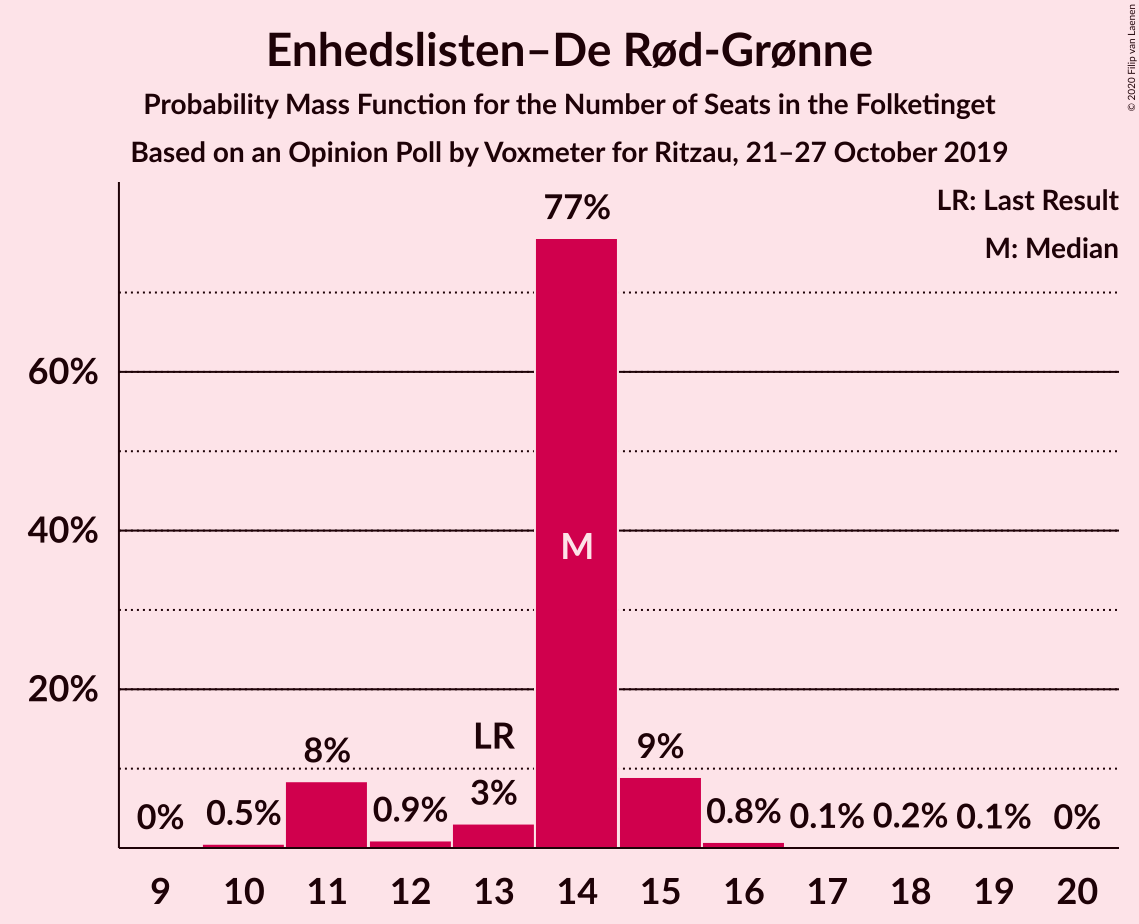 Enhedslisten–De Rød-Grønne
Probability Mass Function for the Number of Seats in the Folketinget
Based on an Opinion Poll by Voxmeter for Ritzau, 21–27 October 2019
© 2020 Filip van Laenen
LR: Last Result
M: Median
77%
60%
40%
M
20%
LR
8%
9%
3%
0%
0.5%
0.9%
0.8%
0.1%
0.2%
0.1%
0%
9 10 11 12 13 14 15 16 17 18 19 20